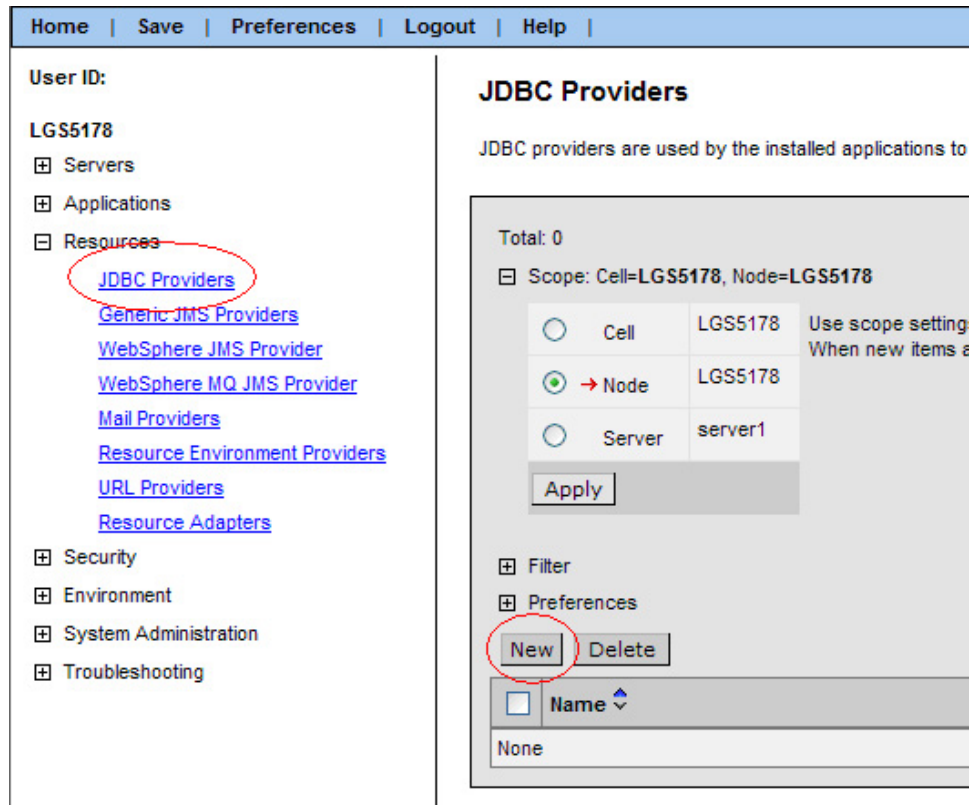 Home | Save | Preferences | Logout | Help |
User ID:
LGS5178
Servers
Applications
Resources
JDBC Providers
Generic JMS Providers
WebSphere JMS Provider
WebSphere MQ JMS Provider
Mail Providers
Resource Environment Providers
URL Providers
Resource Adapters
Security
Environment
System Administration
Troubleshooting
JDBC Providers
JDBC providers are used by the installed applications to
Total: 0
Scope: Cell=LGS5178, Node=LGS5178
Cell LGS5178 Use scope settings
When new items a
Node LGS5178
Server server1
Apply
Filter
Preferences
New Delete
Name
None